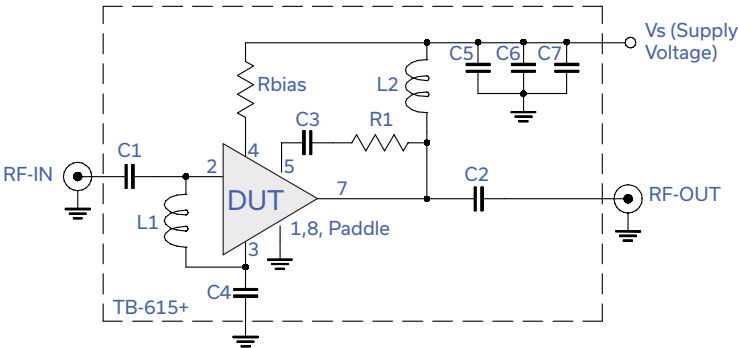 Vs (Supply
Voltage)
C5
C6
C7
L2
Rbias
C3
R1
C1
4
5
RF-IN
2
DUT
7
C2
RF-OUT
L1
1,8, Paddle
3
C4
TB-615+